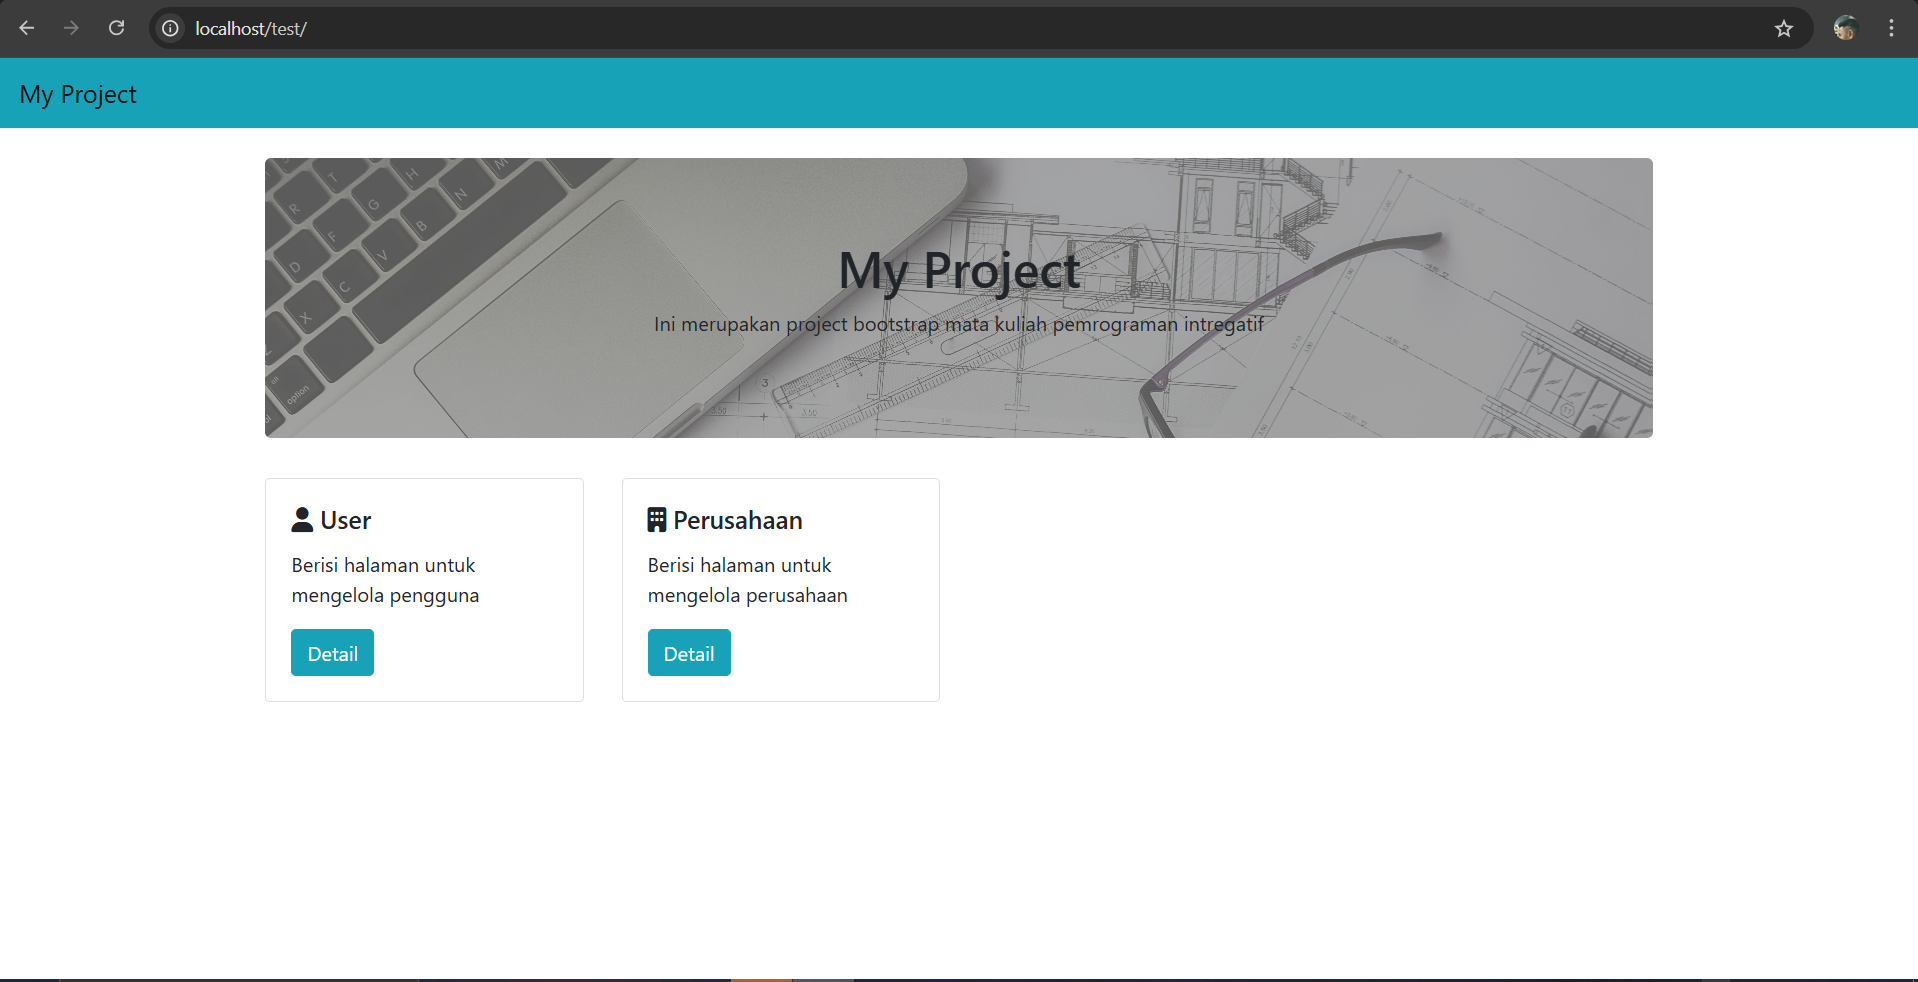 localhost/test/
My Project
My Project
Ini merupakan project bootstrap mata kuliah pemrograman intregatif
User
Berisi halaman untuk
mengelola pengguna
Detail
Perusahaan
Berisi halaman untuk
mengelola perusahaan
Detail